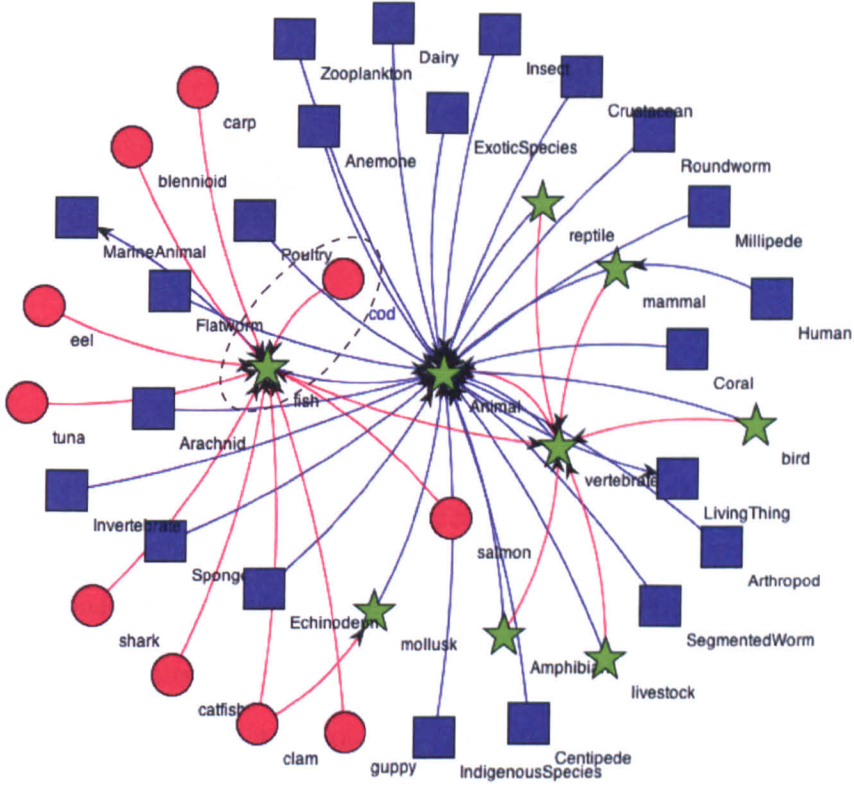 Dairy
Insect
Zooplankton
Crustacean
carp
ExoticSpecies
Anemone
Roundworm
blennioid
reptile
Millipede
MarineAnimal
Poultry
mammal
cod
Flatworm
Human
eel
Coral
fish
Animal
tuna
Arachnid
bird
vertebrate
LivingThing
Invertebrate
salmon
Sponge
Arthropod
Echinoderm
shark
mollusk
SegmentedWorm
Amphibian
livestock
catfish
clam
Centipede
guppy
IndigenousSpecies